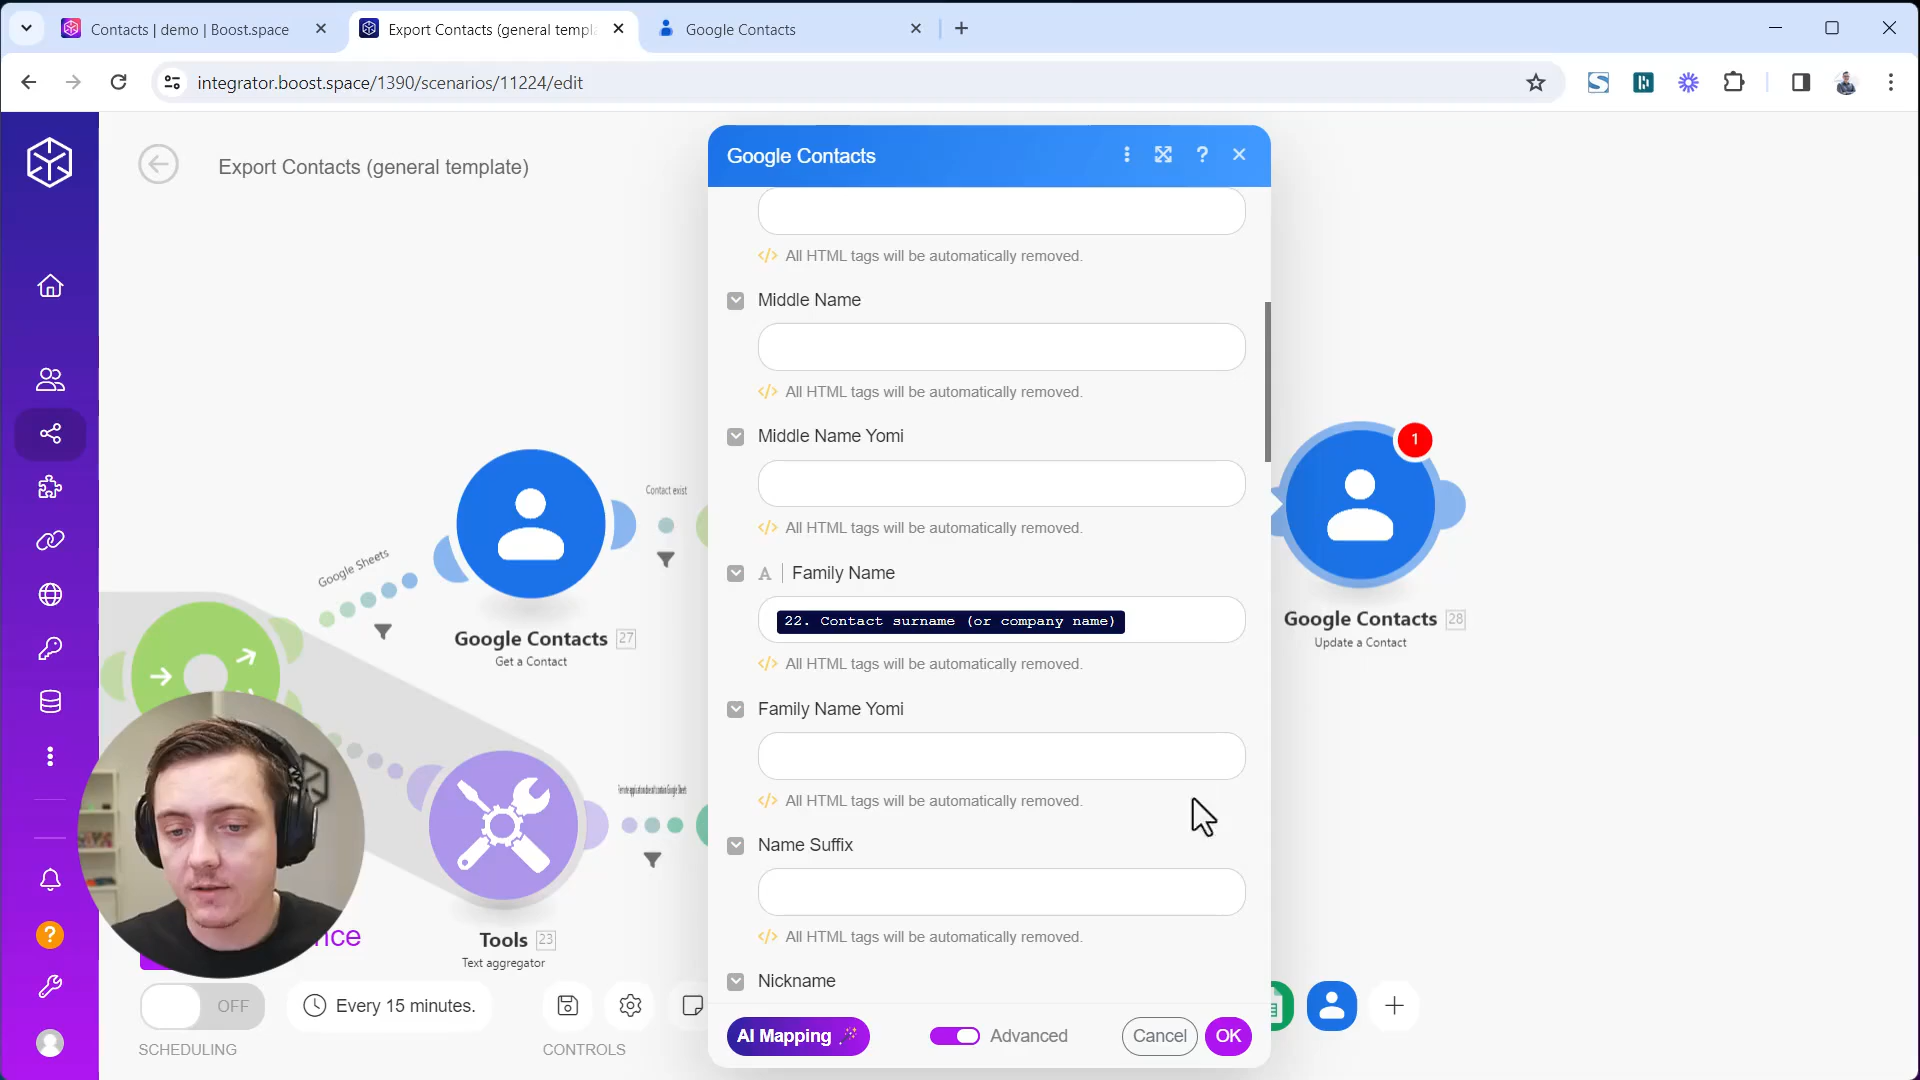 Contacts | demo | Boost.space
Export Contacts (general templa
Google Contacts
integrator.boost.space/1390/scenarios/11224/edit
Export Contacts (general template)
Google Contacts
All HTML tags will be automatically removed.
Middle Name
All HTML tags will be automatically removed.
Middle Name Yomi
All HTML tags will be automatically removed.
A | Family Name
22. Contact surname (or company name)
All HTML tags will be automatically removed.
Family Name Yomi
All HTML tags will be automatically removed.
Name Suffix
All HTML tags will be automatically removed.
Nickname
AI Mapping
Advanced
Cancel
OK
Contact exist
Google Sheets
Google Contacts 27
Get a Contact
1
Google Contacts 28
Update a Contact
Tools 23
Text aggregator
nce
OFF
Every 15 minutes.
SCHEDULING
CONTROLS